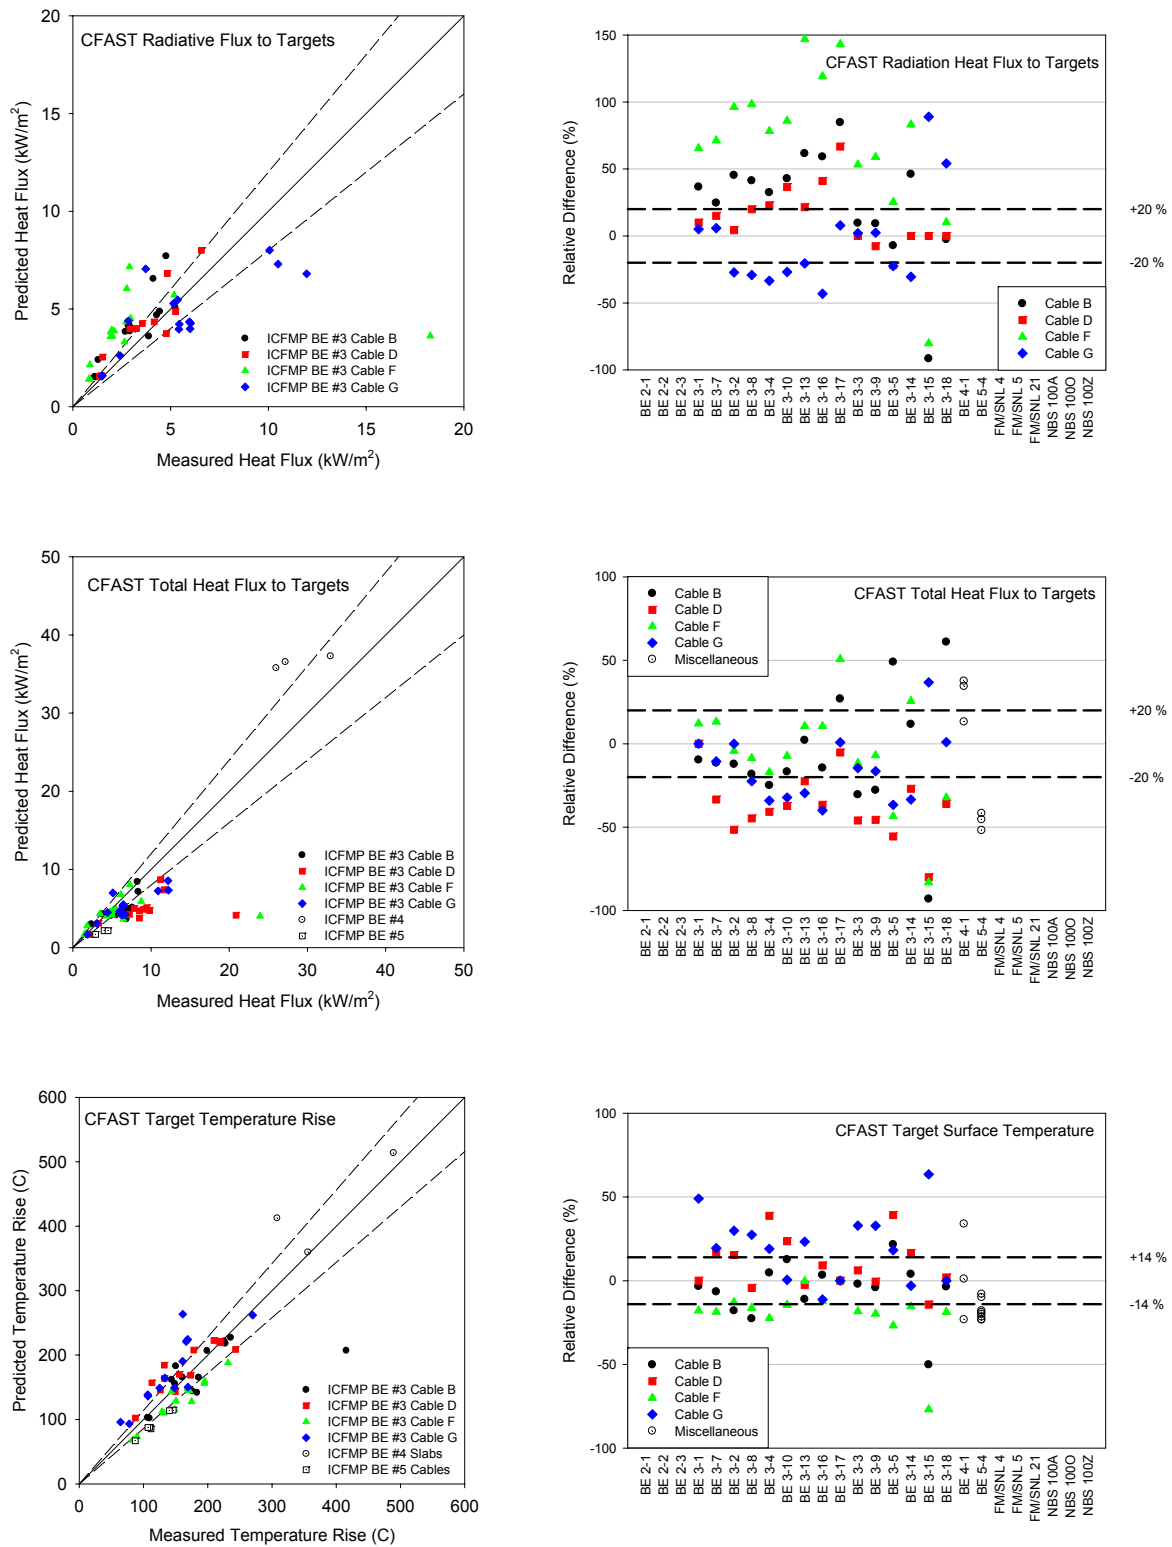 CFAST Radiative Flux to Targets
Predicted Heat Flux (kW/m²)
20
15
10
5
0
0 5 10 15 20
Measured Heat Flux (kW/m²)
ICFMP BE #3 Cable B
ICFMP BE #3 Cable D
ICFMP BE #3 Cable F
ICFMP BE #3 Cable G
CFAST Radiation Heat Flux to Targets
Relative Difference (%)
150
100
50
0
-50
-100
+20 %
-20 %
Cable B
Cable D
Cable F
Cable G
BE 2-1
BE 2-2
BE 2-3
BE 3-1
BE 3-7
BE 3-2
BE 3-8
BE 3-4
BE 3-10
BE 3-13
BE 3-16
BE 3-17
BE 3-3
BE 3-9
BE 3-5
BE 3-14
BE 3-15
BE 3-18
BE 4-1
BE 5-4
FM/SNL 4
FM/SNL 5
FM/SNL 21
NBS 100A
NBS 100O
NBS 100Z
CFAST Total Heat Flux to Targets
Predicted Heat Flux (kW/m²)
50
40
30
20
10
0
0 10 20 30 40 50
Measured Heat Flux (kW/m²)
ICFMP BE #3 Cable B
ICFMP BE #3 Cable D
ICFMP BE #3 Cable F
ICFMP BE #3 Cable G
ICFMP BE #4
ICFMP BE #5
CFAST Total Heat Flux to Targets
Relative Difference (%)
100
50
0
-50
-100
+20 %
-20 %
Cable B
Cable D
Cable F
Cable G
Miscellaneous
BE 2-1
BE 2-2
BE 2-3
BE 3-1
BE 3-7
BE 3-2
BE 3-8
BE 3-4
BE 3-10
BE 3-13
BE 3-16
BE 3-17
BE 3-3
BE 3-9
BE 3-5
BE 3-14
BE 3-15
BE 3-18
BE 4-1
BE 5-4
FM/SNL 4
FM/SNL 5
FM/SNL 21
NBS 100A
NBS 100O
NBS 100Z
CFAST Target Temperature Rise
Predicted Temperature Rise (C)
600
500
400
300
200
100
0
0 100 200 300 400 500 600
Measured Temperature Rise (C)
ICFMP BE #3 Cable B
ICFMP BE #3 Cable D
ICFMP BE #3 Cable F
ICFMP BE #3 Cable G
ICFMP BE #4 Slabs
ICFMP BE #5 Cables
CFAST Target Surface Temperature
Relative Difference (%)
100
50
0
-50
-100
+14 %
-14 %
Cable B
Cable D
Cable F
Cable G
Miscellaneous
BE 2-1
BE 2-2
BE 2-3
BE 3-1
BE 3-7
BE 3-2
BE 3-8
BE 3-4
BE 3-10
BE 3-13
BE 3-16
BE 3-17
BE 3-3
BE 3-9
BE 3-5
BE 3-14
BE 3-15
BE 3-18
BE 4-1
BE 5-4
FM/SNL 4
FM/SNL 5
FM/SNL 21
NBS 100A
NBS 100O
NBS 100Z